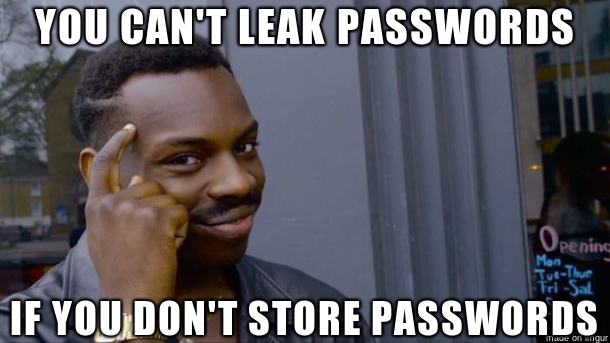 YOU CAN'T LEAK PASSWORDS
Opening
Mon
Tue-Thur
Fri-Sat
IF YOU DON'T STORE PASSWORDS
made on imgur